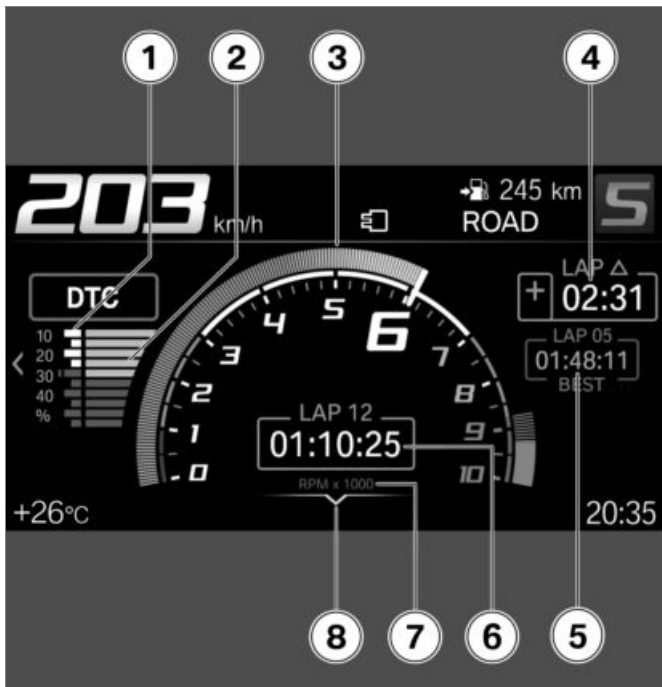 1 2 3 4
203 km/h
245 km
ROAD
S
DTC
10
20
30
40
%
0 1 2 3 4 5 6 7 8 9 10
LAP △
+ 02:31
LAP 05
01:48:11
BEST
LAP 12
01:10:25
RPM x 1000
+26°C
20:35
8 7 6 5